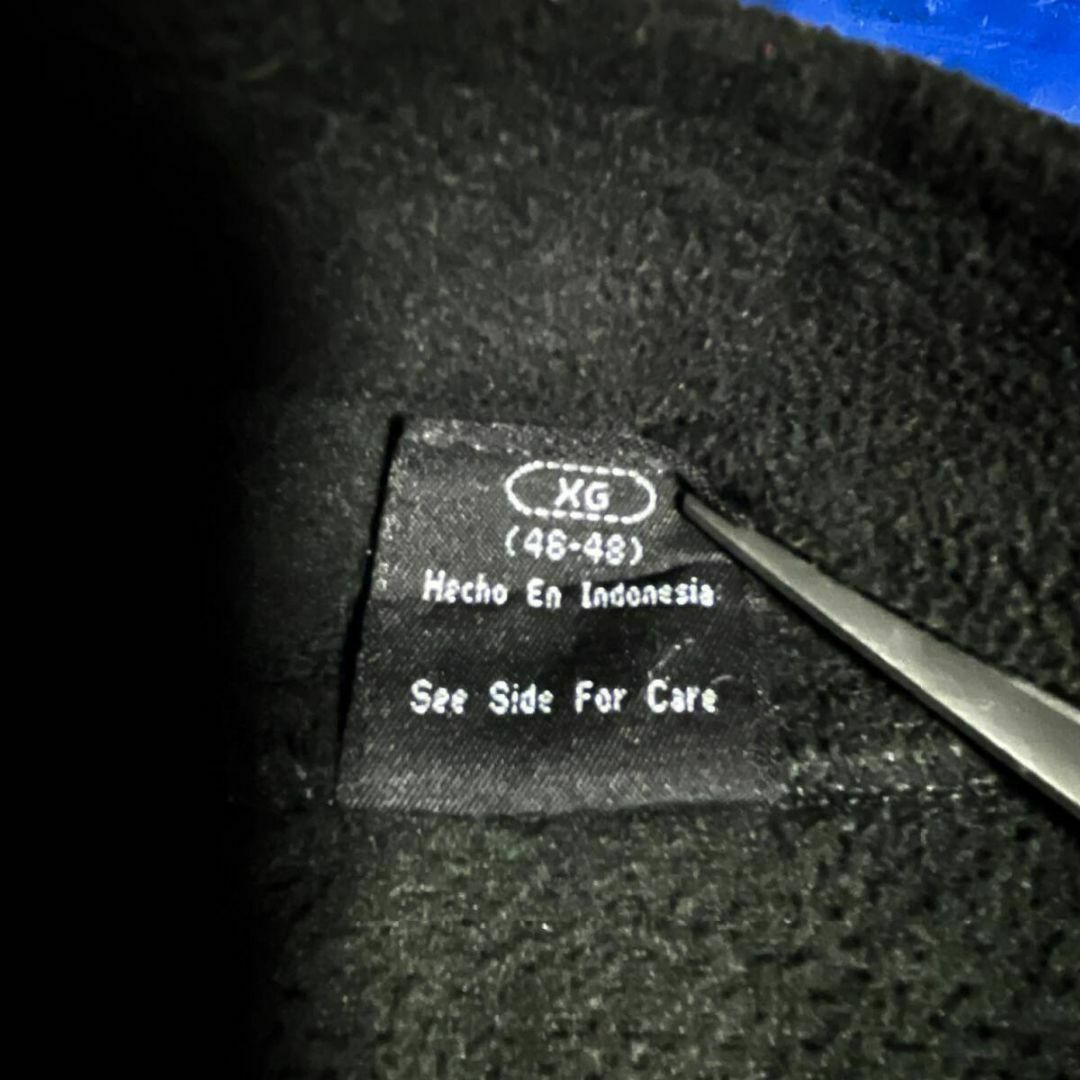 XG
(46-48)
Hecho En Indonesia
See Side For Care